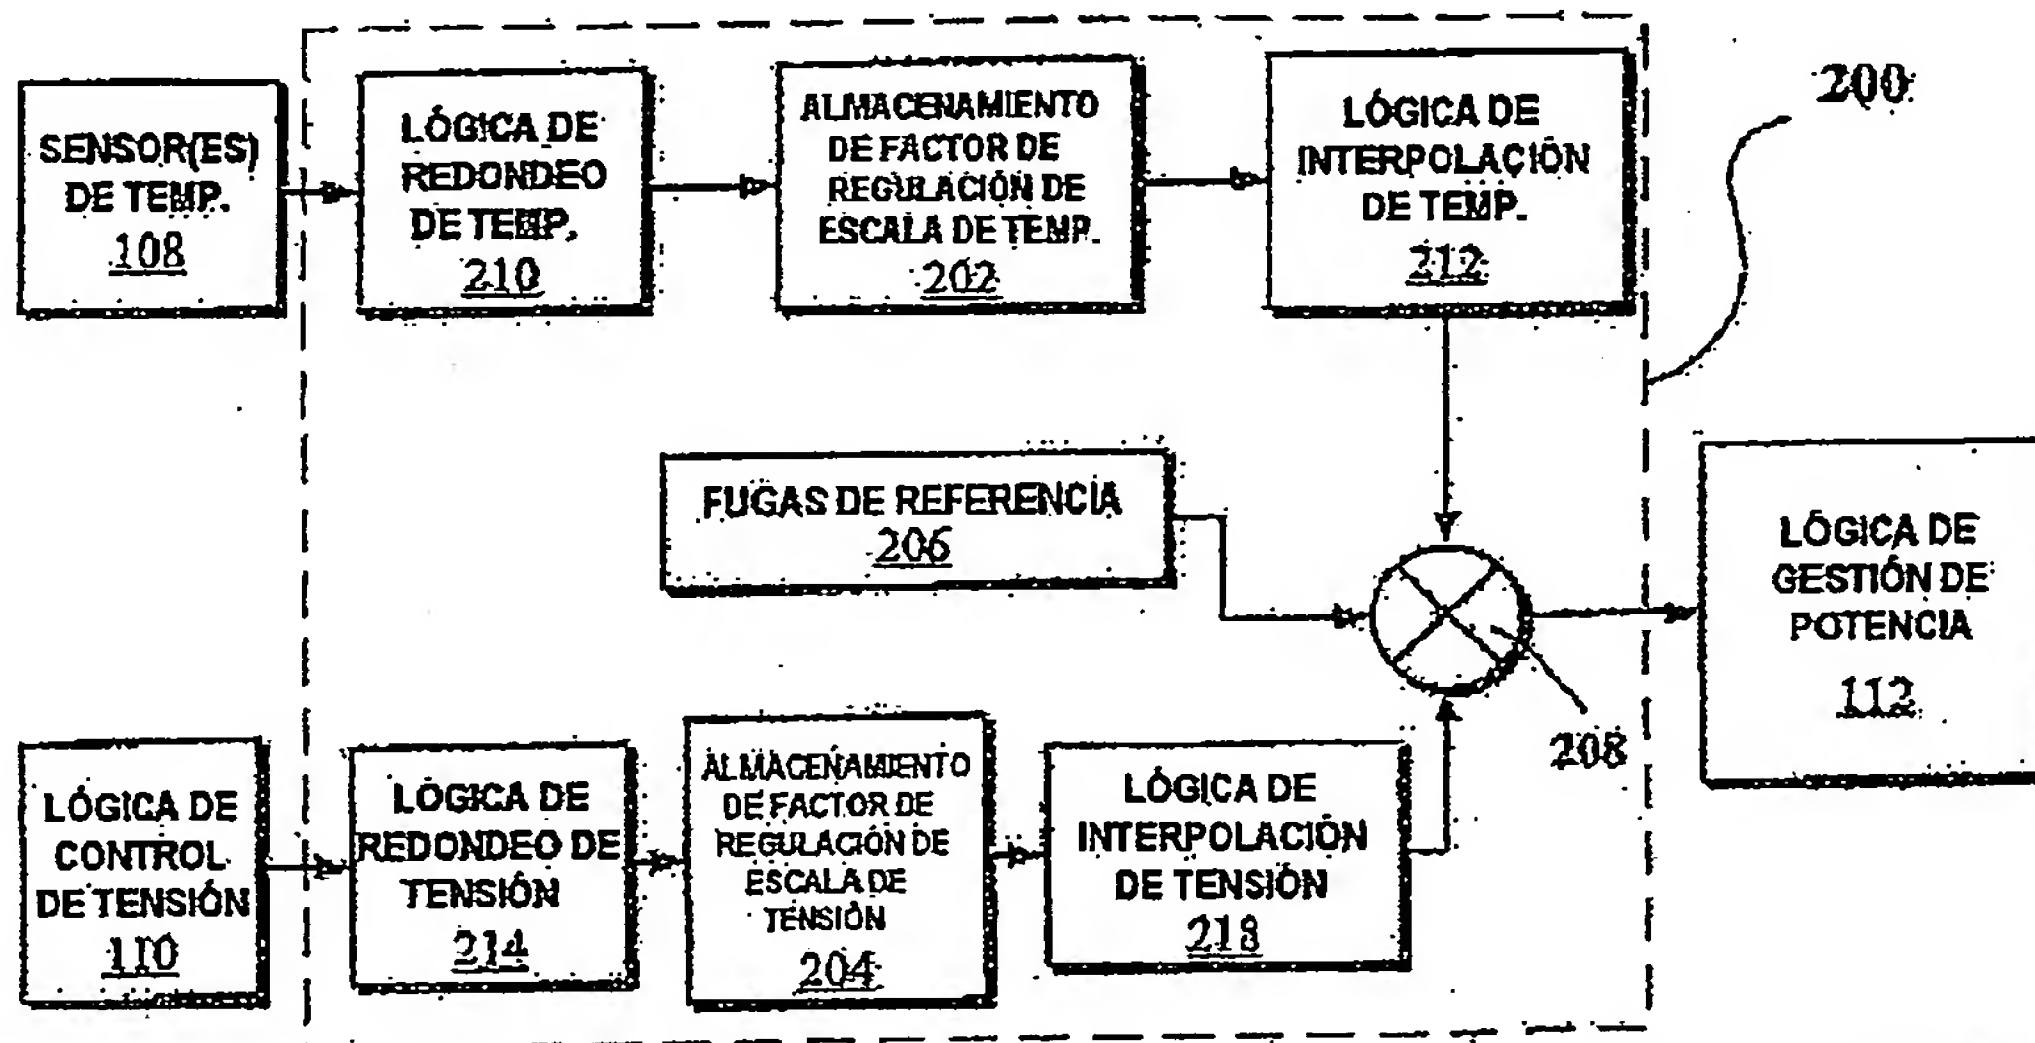 200
SENSOR(ES)
DE TEMP.
108
LÓGICA DE
REDONDEO
DE TEMP.
210
ALMACENAMIENTO
DE FACTOR DE
REGULACIÓN DE
ESCALA DE TEMP.
202
LÓGICA DE
INTERPOLACIÓN
DE TEMP.
212
FUGAS DE REFERENCIA
206
LÓGICA DE
GESTIÓN DE
POTENCIA
112
208
LÓGICA DE
CONTROL
DE TENSIÓN
110
LÓGICA DE
REDONDEO DE
TENSIÓN
214
ALMACENAMIENTO
DE FACTOR DE
REGULACIÓN DE
ESCALA DE
TENSIÓN
204
LÓGICA DE
INTERPOLACIÓN
DE TENSIÓN
218